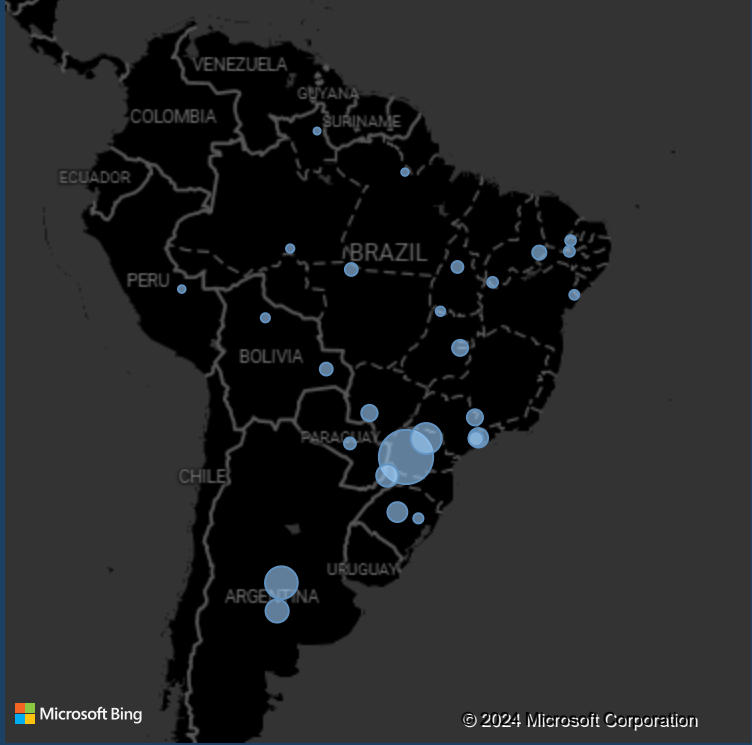 VENEZUELA
GUYANA
COLOMBIA
SURINAME
ECUADOR
BRAZIL
PERU
BOLIVIA
PARAGUAY
CHILE
URUGUAY
ARGENTINA
Microsoft Bing
© 2024 Microsoft Corporation